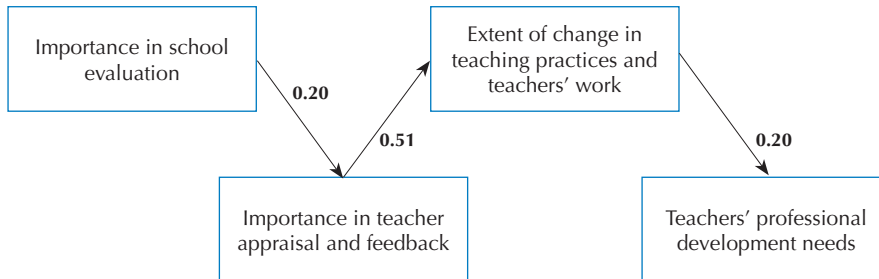 Importance in school
evaluation
Extent of change in
teaching practices and
teachers’ work
0.20
0.51
0.20
Importance in teacher
appraisal and feedback
Teachers’ professional
development needs